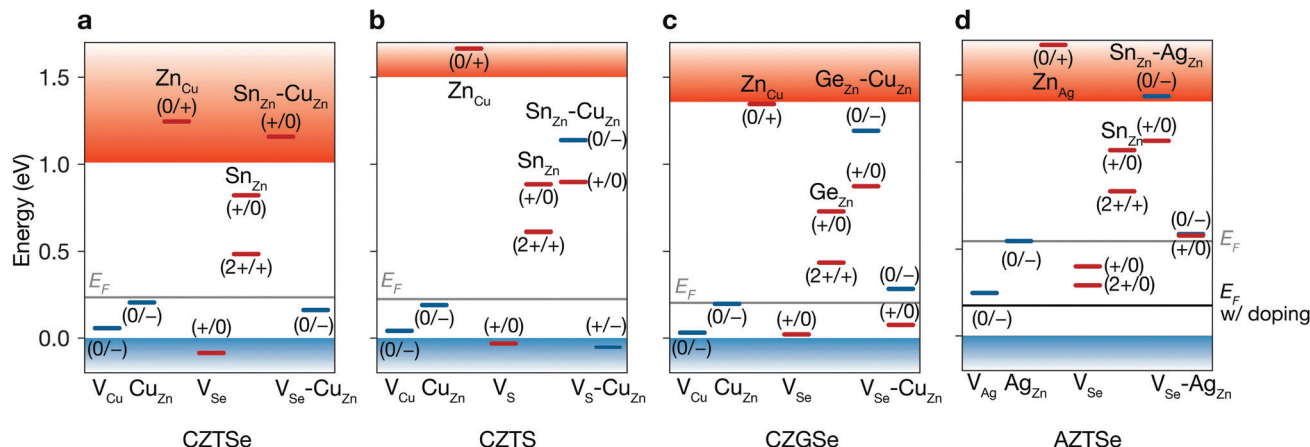 a
b
c
d
Energy (eV)
1.5
1.0
0.5
0.0
Zn_Cu
(0/+)
Sn_Zn-Cu_Zn
(+/0)
Sn_Zn
(+/0)
(2+/+)
E_F
(0/−)
(0/−)
(+/0)
(0/−)
V_Cu Cu_Zn V_Se V_Se-Cu_Zn
CZTSe
(0/+)
Zn_Cu
Sn_Zn-Cu_Zn
(0/−)
Sn_Zn
(+/0)
(+/0)
(2+/+)
E_F
(0/−)
(0/−)
(+/0)
(+/−)
V_Cu Cu_Zn V_S V_S-Cu_Zn
CZTS
Zn_Cu
(0/+)
Ge_Zn-Cu_Zn
(0/−)
(+/0)
Ge_Zn
(+/0)
(2+/+)
(0/−)
E_F
(0/−)
(0/−)
(+/0)
(+/0)
V_Cu Cu_Zn V_Se V_Se-Cu_Zn
CZGSe
(0/+)
Zn_Ag
Sn_Zn-Ag_Zn
(0/−)
Sn_Zn
(+/0)
(+/0)
(2+/+)
(0/−)
(+/0)
E_F
(0/−)
(+/0)
(2+/0)
(0/−)
E_F
w/ doping
V_Ag Ag_Zn V_Se V_Se-Ag_Zn
AZTSe